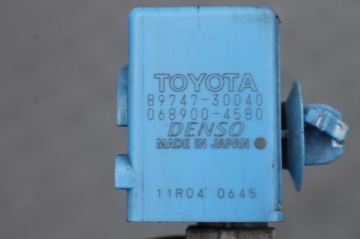 TOYOTA
89747-30040
068900-4580
DENSO
MADE IN JAPAN
11R04 0645